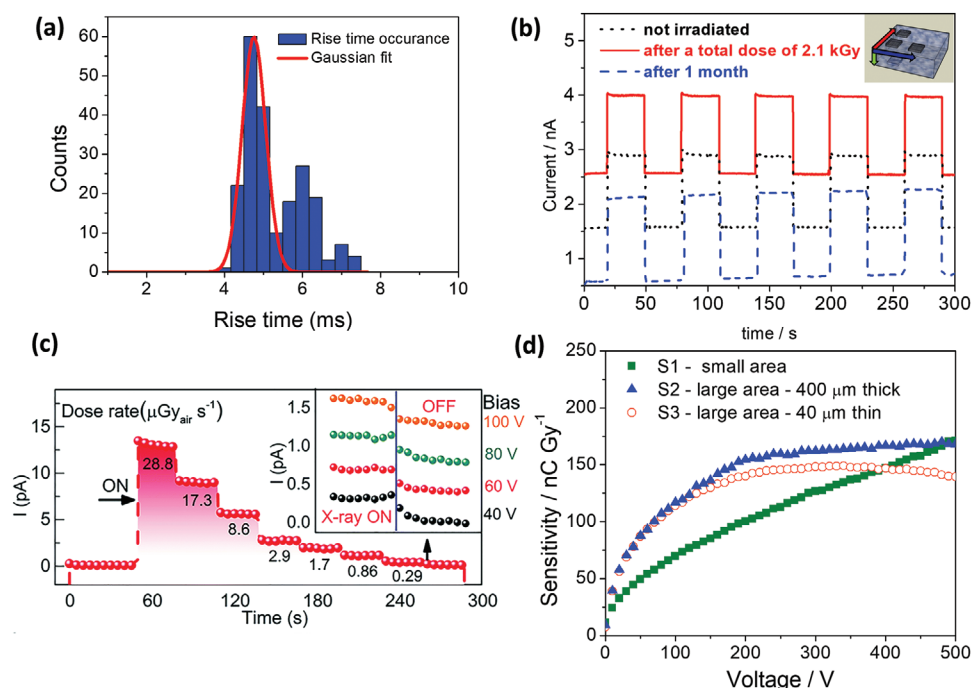 (a)
60
50
40
30
20
10
0
Counts
Rise time occurance
Gaussian fit
2
4
6
8
10
Rise time (ms)
(b)
5
4
3
2
1
Current / nA
not irradiated
after a total dose of 2.1 kGy
after 1 month
0
50
100
150
200
250
300
time / s
(c)
Dose rate(μGyair s-1)
15
10
5
0
I (pA)
ON
28.8
17.3
8.6
2.9
1.7
0.86
0.29
0
60
120
180
240
300
Time (s)
1.5
1.0
0.5
0.0
I (pA)
OFF
X-ray ON
Bias
100 V
80 V
60 V
40 V
(d)
250
200
150
100
50
0
Sensitivity / nC Gy-1
S1 - small area
S2 - large area - 400 μm thick
S3 - large area - 40 μm thin
0
100
200
300
400
500
Voltage / V